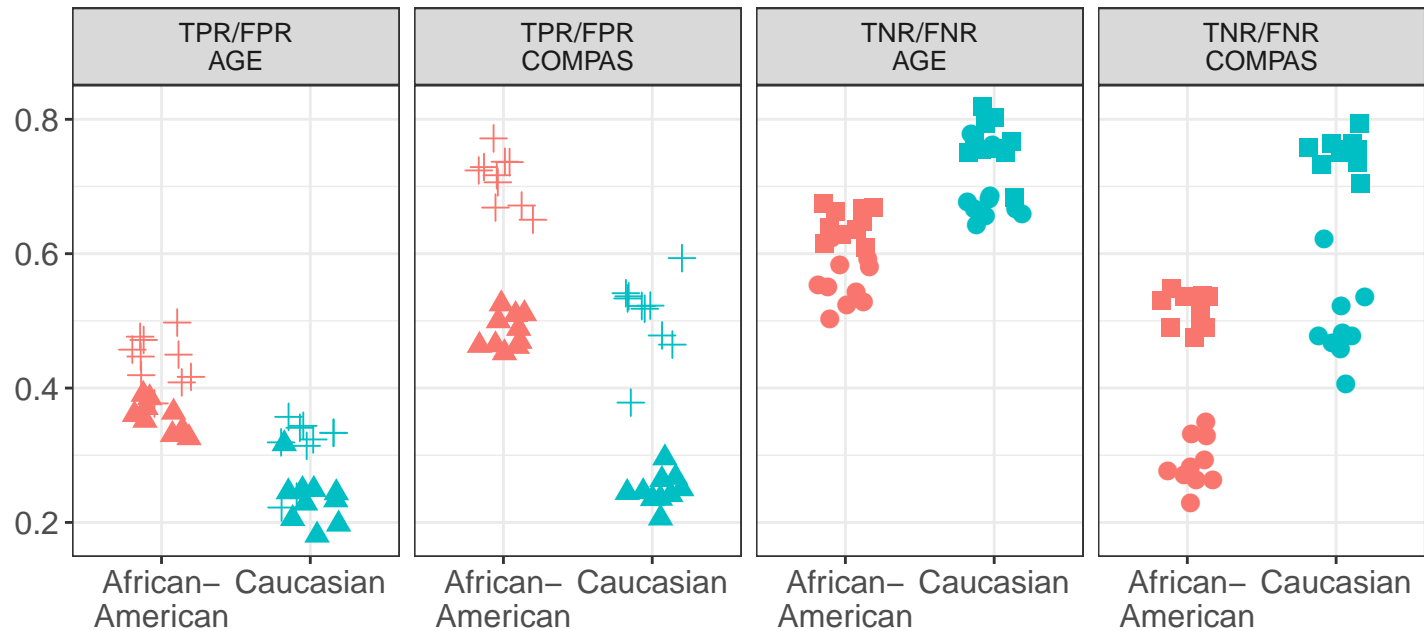 TPR/FPR
AGE
TPR/FPR
COMPAS
TNR/FNR
AGE
TNR/FNR
COMPAS
0.8
0.6
0.4
0.2
African–
American
Caucasian
African–
American
Caucasian
African–
American
Caucasian
African–
American
Caucasian